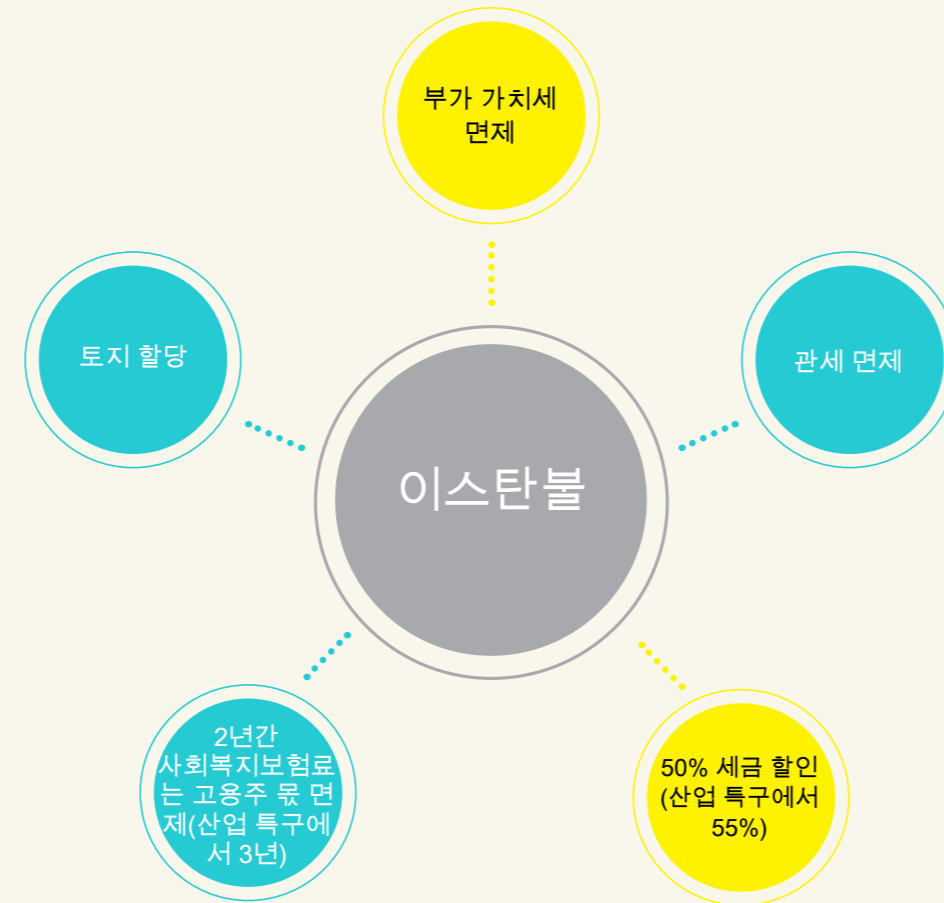 부가 가치세
면제
토지 할당
관세 면제
이스탄불
2년간
사회복지보험료
는 고용주 몫 면
제(산업 특구에
서 3년)
50% 세금 할인
(산업 특구에서
55%)